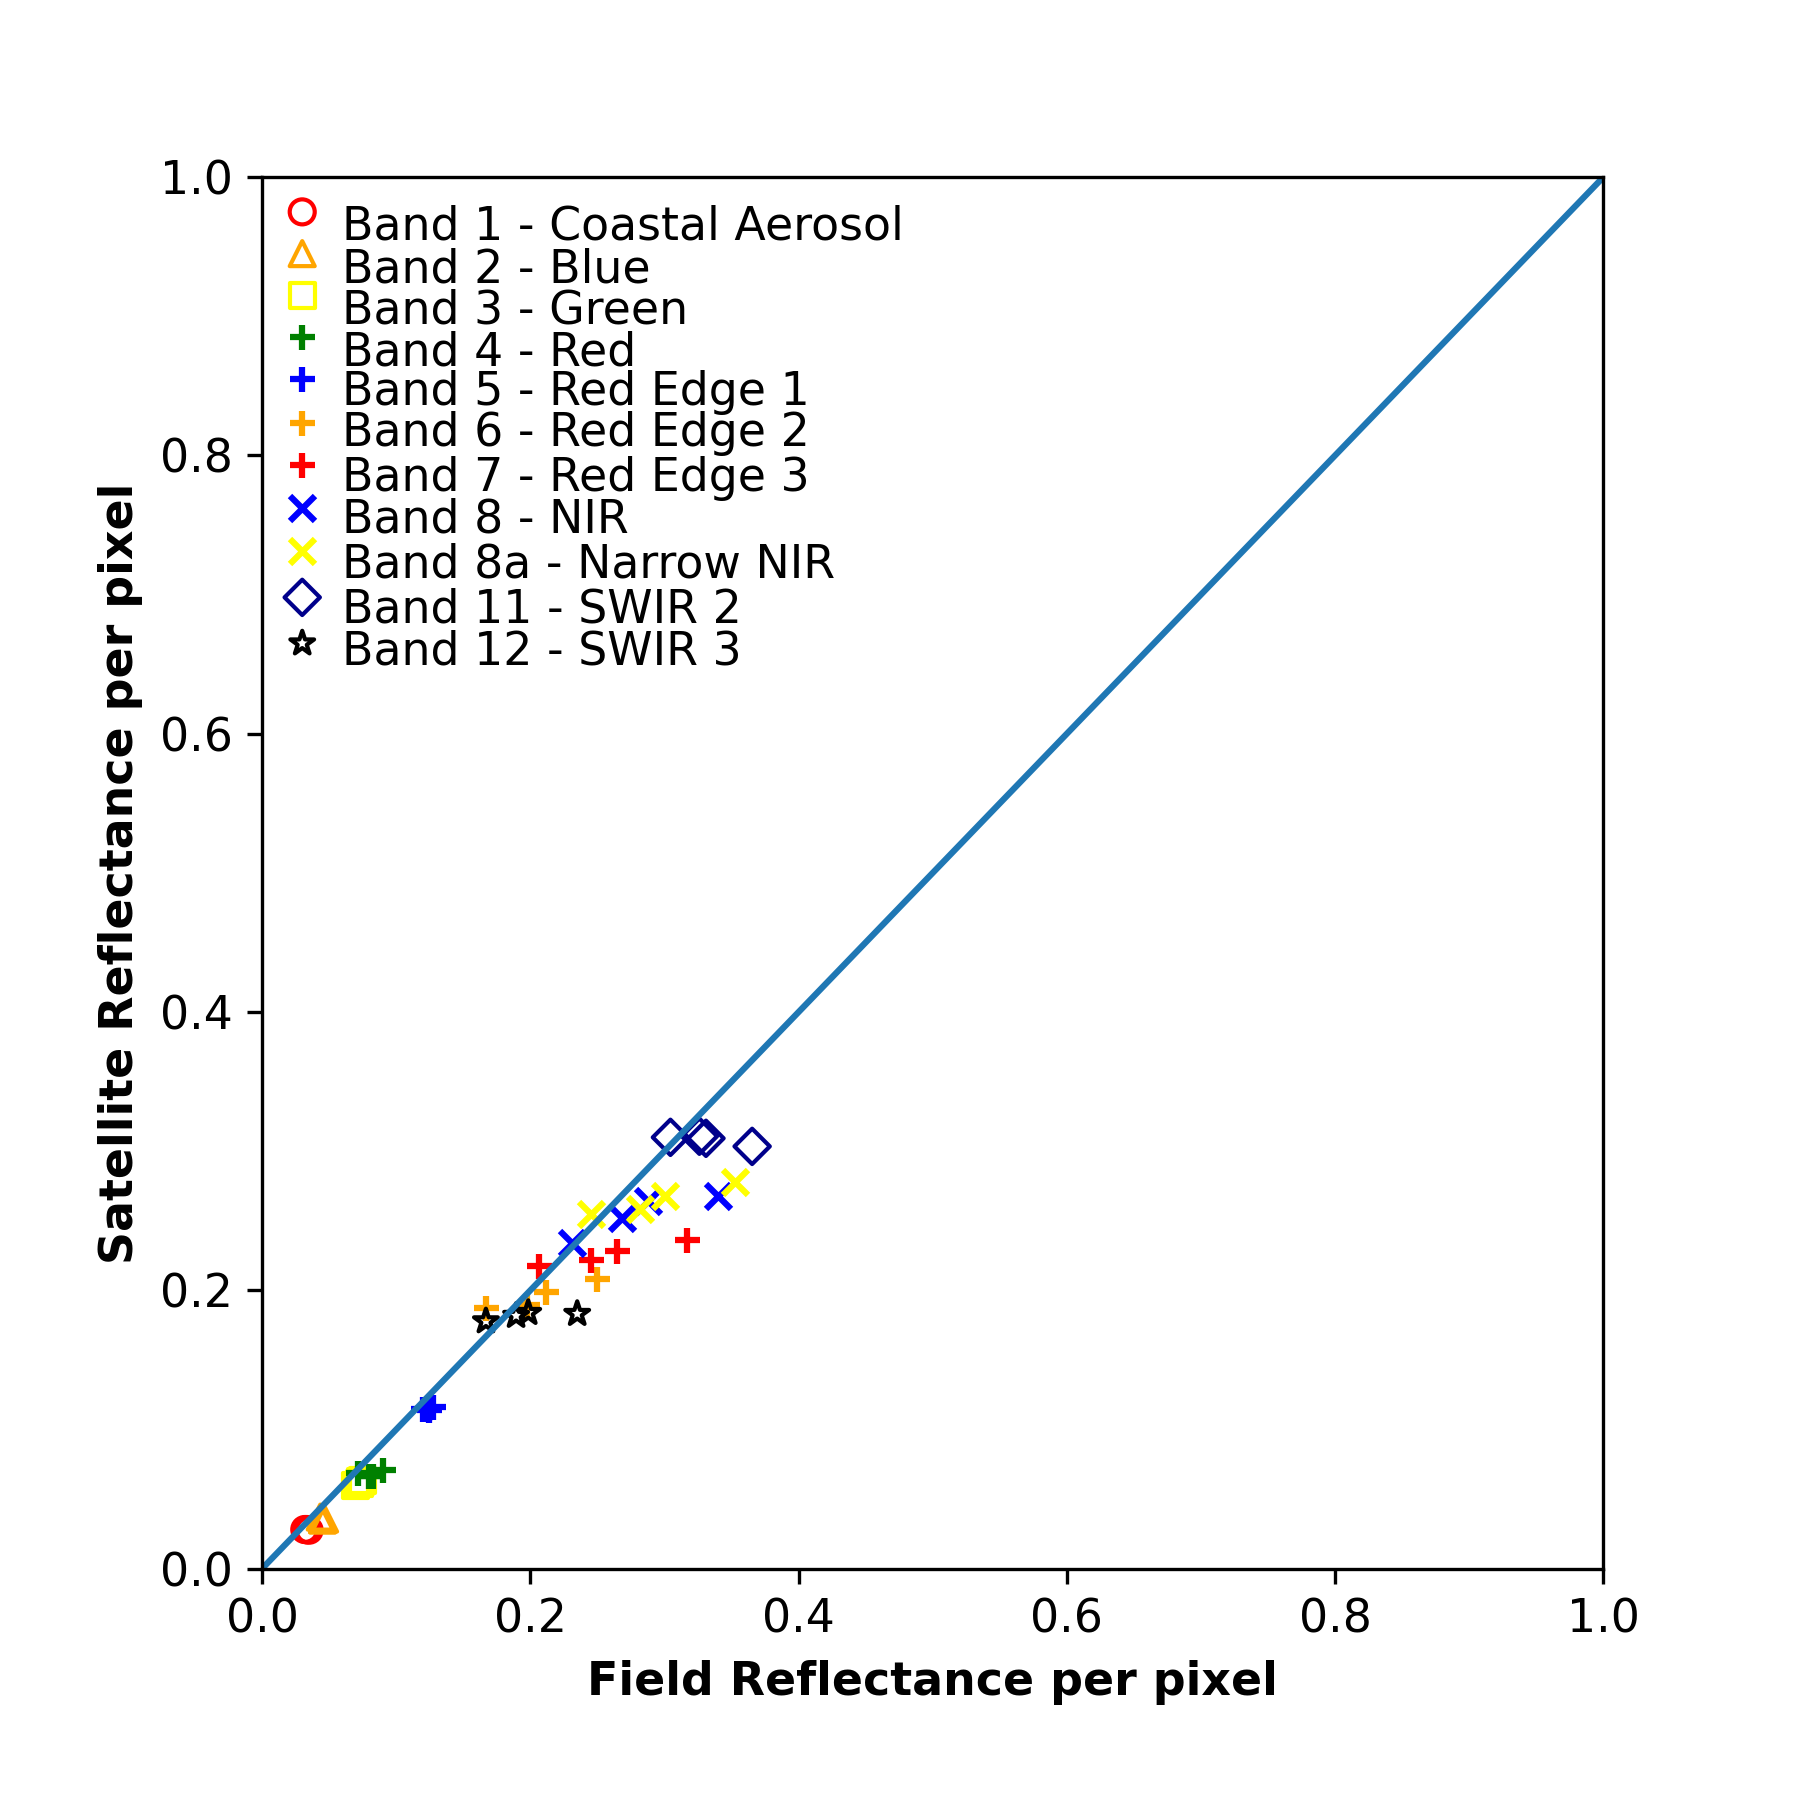 1.0
Band 1 - Coastal Aerosol
Band 2 - Blue
Band 3 - Green
Band 4 - Red
Band 5 - Red Edge 1
Band 6 - Red Edge 2
0.8
Band 7 - Red Edge 3
Band 8 - NIR
Band 8a - Narrow NIR
Band 11 - SWIR 2
Band 12 - SWIR 3
0.6
0.4
0.2
0.0
Satellite Reflectance per pixel
0.0 0.2 0.4 0.6 0.8 1.0
Field Reflectance per pixel